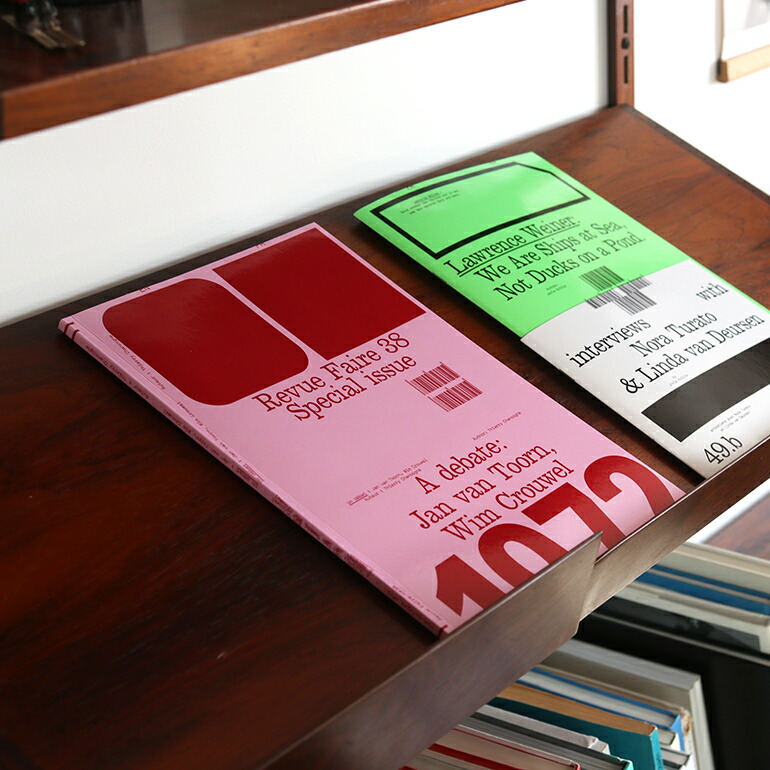 Revue Faire 38
Special issue
A debate:
Jan van Toorn,
Wim Crouwel
1972
Lawrence Weiner:
We Are Ships at Sea,
Not Ducks on a Pond
interviews with
Nora Turato
& Linda van Deursen
49.b